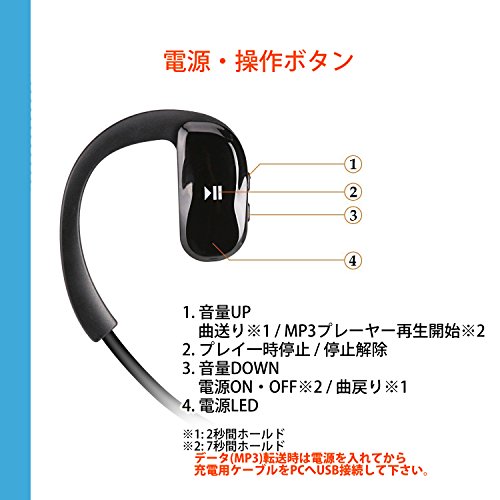 電源・操作ボタン
1
2
3
4
1. 音量UP
曲送り※1 / MP3プレーヤー再生開始※2
2. プレイ一時停止 / 停止解除
3. 音量DOWN
電源ON・OFF※2 / 曲戻り※1
4. 電源LED
※1: 2秒間ホールド
※2: 7秒間ホールド
データ(MP3)転送時は電源を入れてから
充電用ケーブルをPCへUSB接続して下さい。